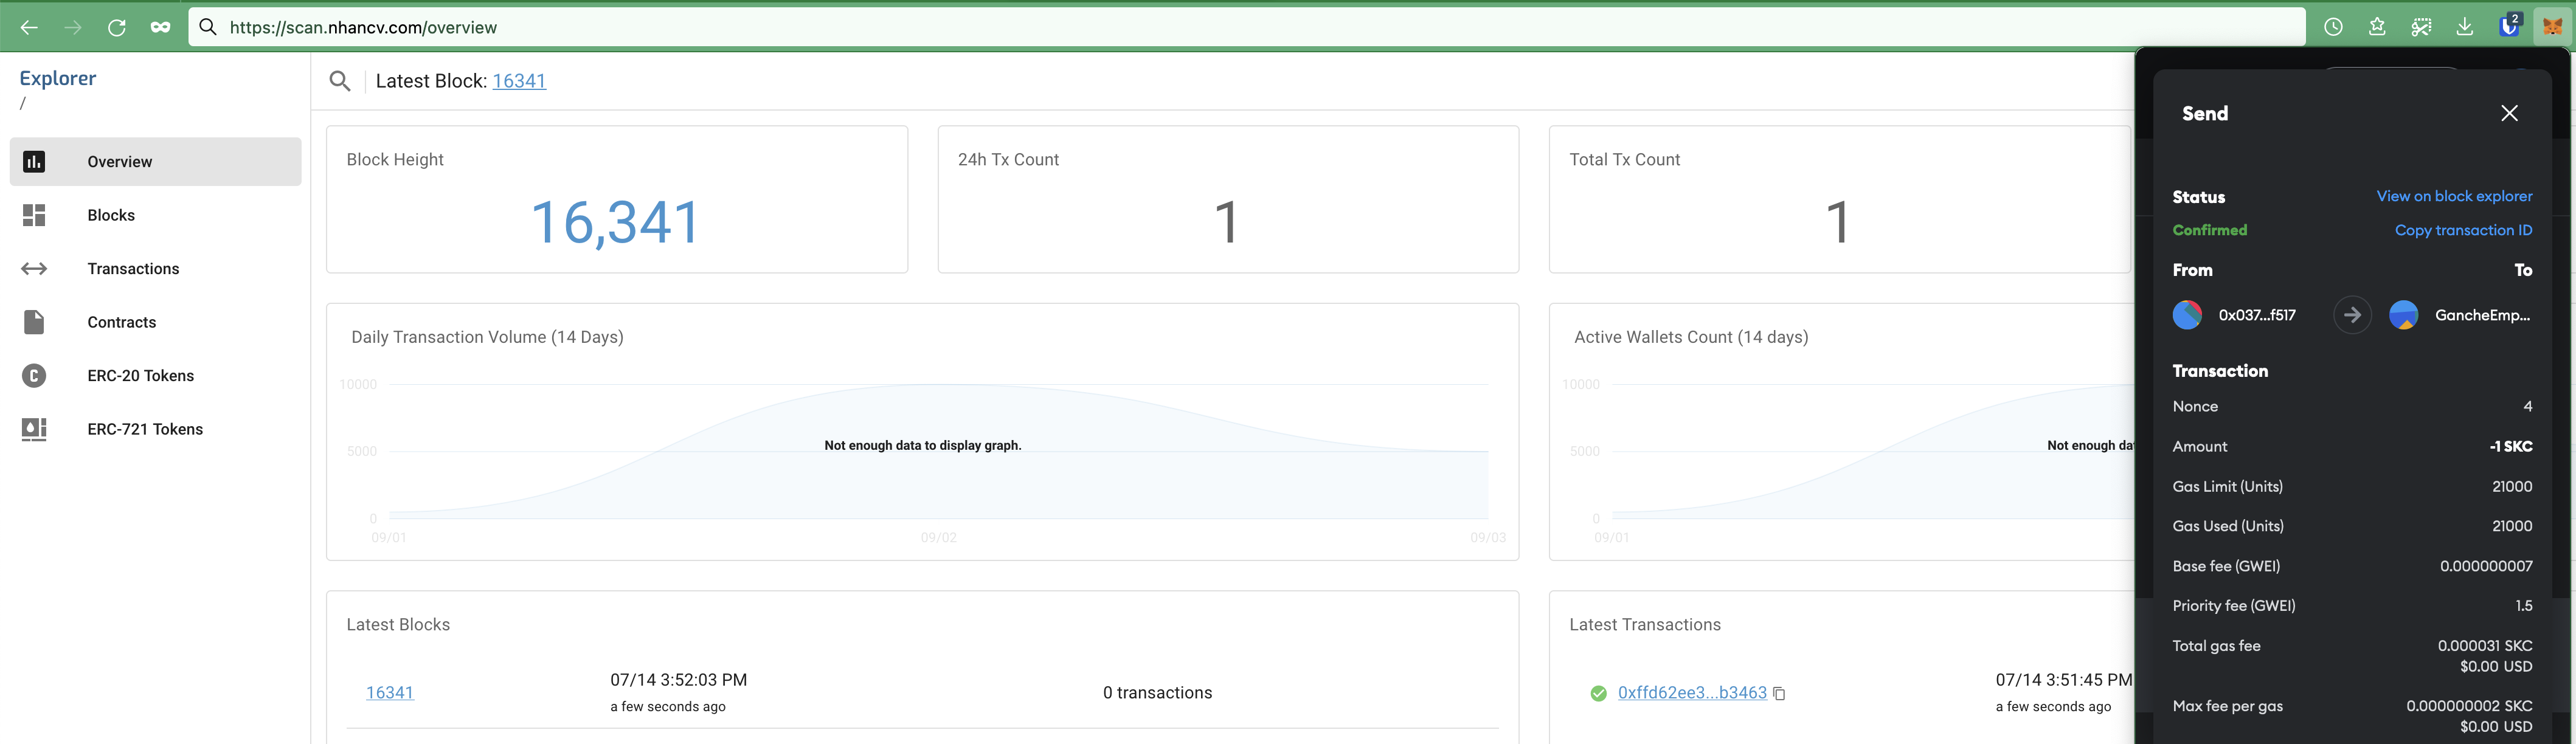 https://scan.nhancv.com/overview
2
Explorer
/
Overview
Blocks
Transactions
Contracts
ERC-20 Tokens
ERC-721 Tokens
Latest Block: 16341
Block Height
16,341
24h Tx Count
1
Total Tx Count
1
Daily Transaction Volume (14 Days)
10000
5000
0
Not enough data to display graph.
09/01
09/02
09/03
Active Wallets Count (14 days)
10000
5000
0
Not enough dat
09/01
Latest Blocks
16341
07/14 3:52:03 PM
a few seconds ago
0 transactions
Latest Transactions
0xffd62ee3...b3463
07/14 3:51:45 PM
a few seconds ago
Send
Status
View on block explorer
Confirmed
Copy transaction ID
From
To
0x037...f517
GancheEmp...
Transaction
Nonce
4
Amount
-1 SKC
Gas Limit (Units)
21000
Gas Used (Units)
21000
Base fee (GWEI)
0.000000007
Priority fee (GWEI)
1.5
Total gas fee
0.000031 SKC
$0.00 USD
Max fee per gas
0.000000002 SKC
$0.00 USD